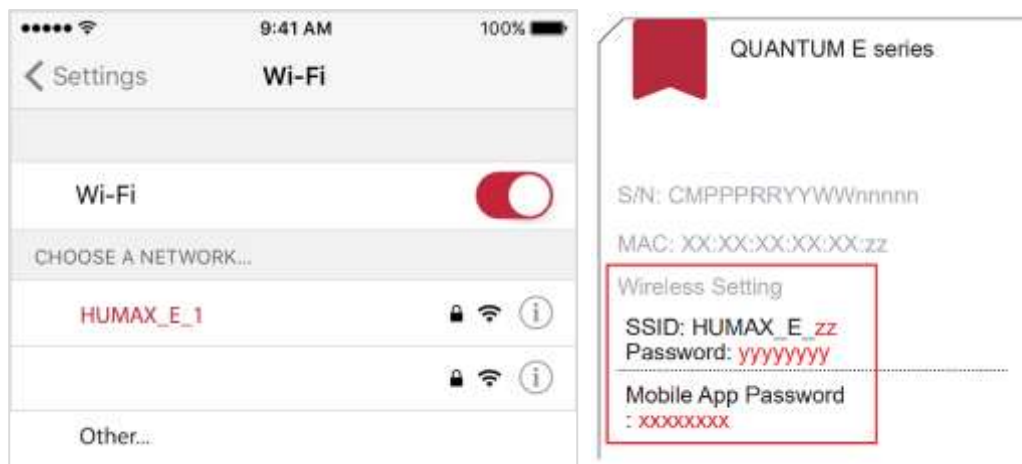 9:41 AM
100%
Settings
Wi-Fi
Wi-Fi
CHOOSE A NETWORK...
HUMAX_E_1
Other...
QUANTUM E series
S/N: CMPPPRRYYWWnnnnn
MAC: XX:XX:XX:XX:XX:zz
Wireless Setting
SSID: HUMAX_E_zz
Password: yyyyyyyy
Mobile App Password
: xxxxxxxx